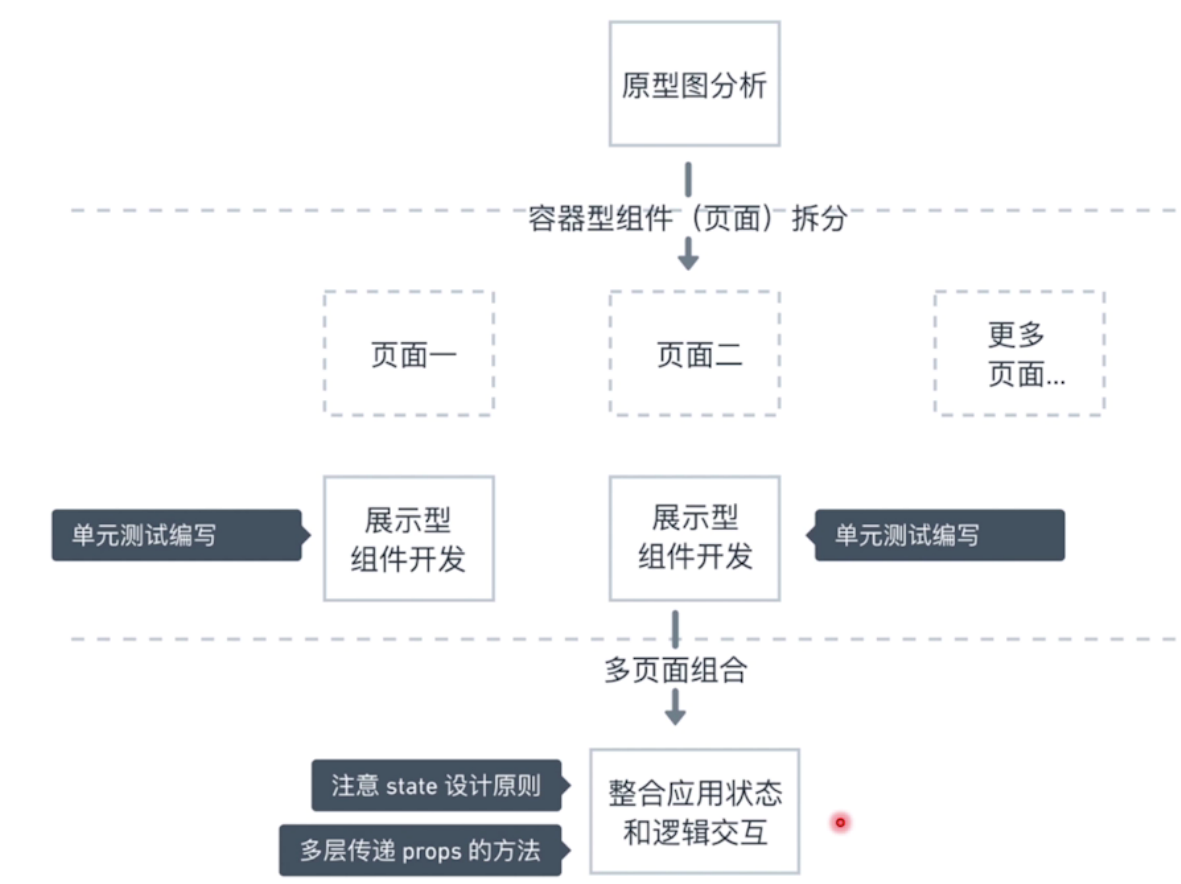 原型图分析
容器型组件（页面）拆分
页面一
页面二
更多
页面...
单元测试编写
展示型
组件开发
展示型
组件开发
单元测试编写
多页面组合
注意 state 设计原则
多层传递 props 的方法
整合应用状态
和逻辑交互